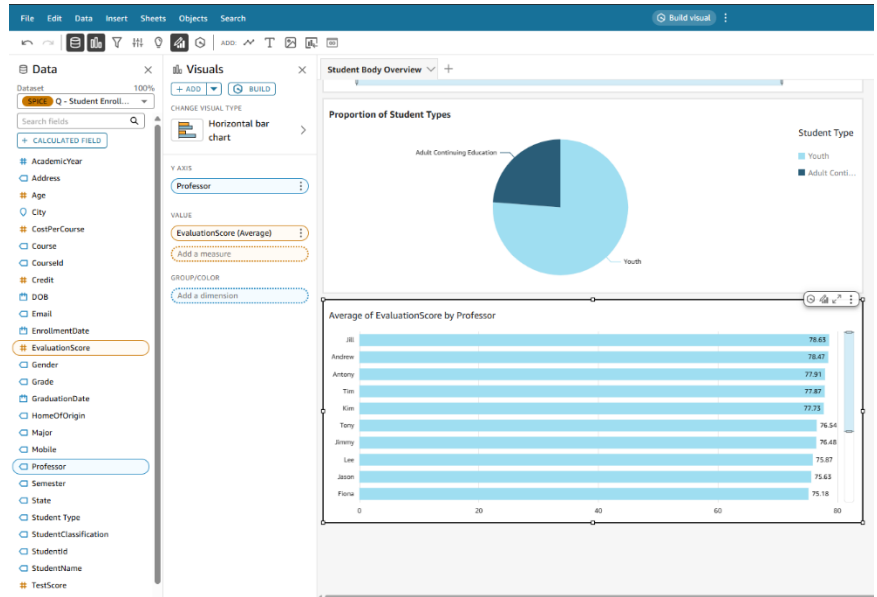 File Edit Data Insert Sheets Objects Search
Build visual
ADD:
Data
Dataset 100%
SPICE Q - Student Enroll...
Search fields
+ CALCULATED FIELD
# AcademicYear
Address
# Age
City
# CostPerCourse
Course
CourseId
# Credit
DOB
Email
EnrollmentDate
# EvaluationScore
Gender
Grade
GraduationDate
HomeOfOrigin
Major
Mobile
Professor
Semester
State
Student Type
StudentClassification
StudentId
StudentName
# TestScore
Visuals
+ ADD
BUILD
CHANGE VISUAL TYPE
Horizontal bar
chart
Y AXIS
Professor
VALUE
EvaluationScore (Average)
Add a measure
GROUP/COLOR
Add a dimension
Student Body Overview
Proportion of Student Types
Adult Continuing Education
Youth
Student Type
Youth
Adult Conti...
Average of EvaluationScore by Professor
Jill 78.63
Andrew 78.47
Antony 77.91
Tim 77.87
Kim 77.73
Tony 76.54
Jimmy 76.48
Lee 75.87
Jason 75.63
Fiona 75.18
0 20 40 60 80